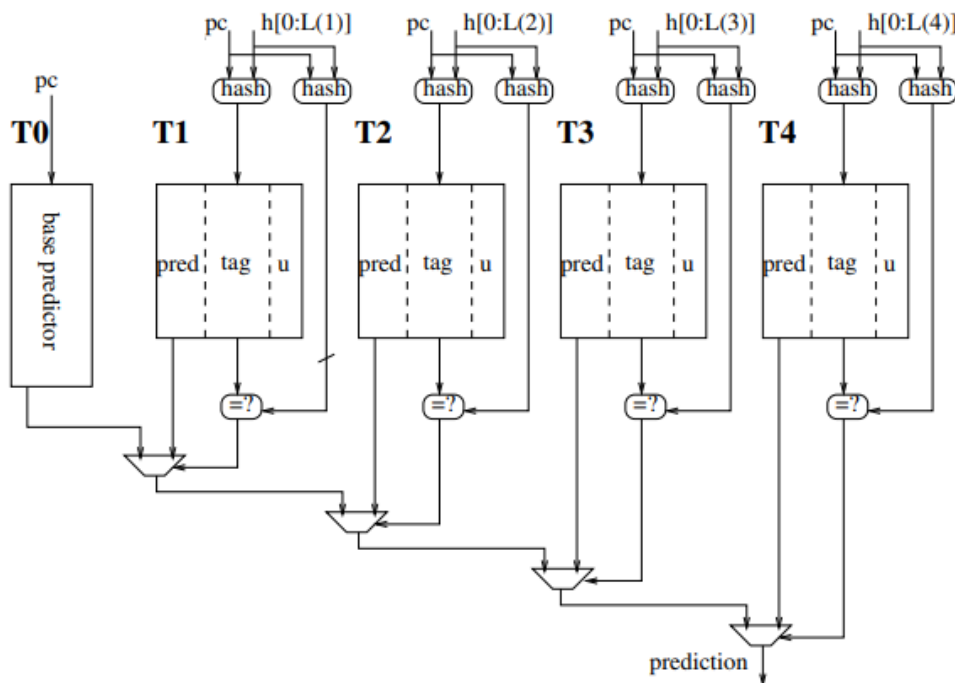 pc h[0:L(1)] pc h[0:L(2)] pc h[0:L(3)] pc h[0:L(4)]
pc
hash hash hash hash hash hash hash hash
T0 T1 T2 T3 T4
base predictor
pred tag u pred tag u pred tag u pred tag u
=? =? =? =?
prediction